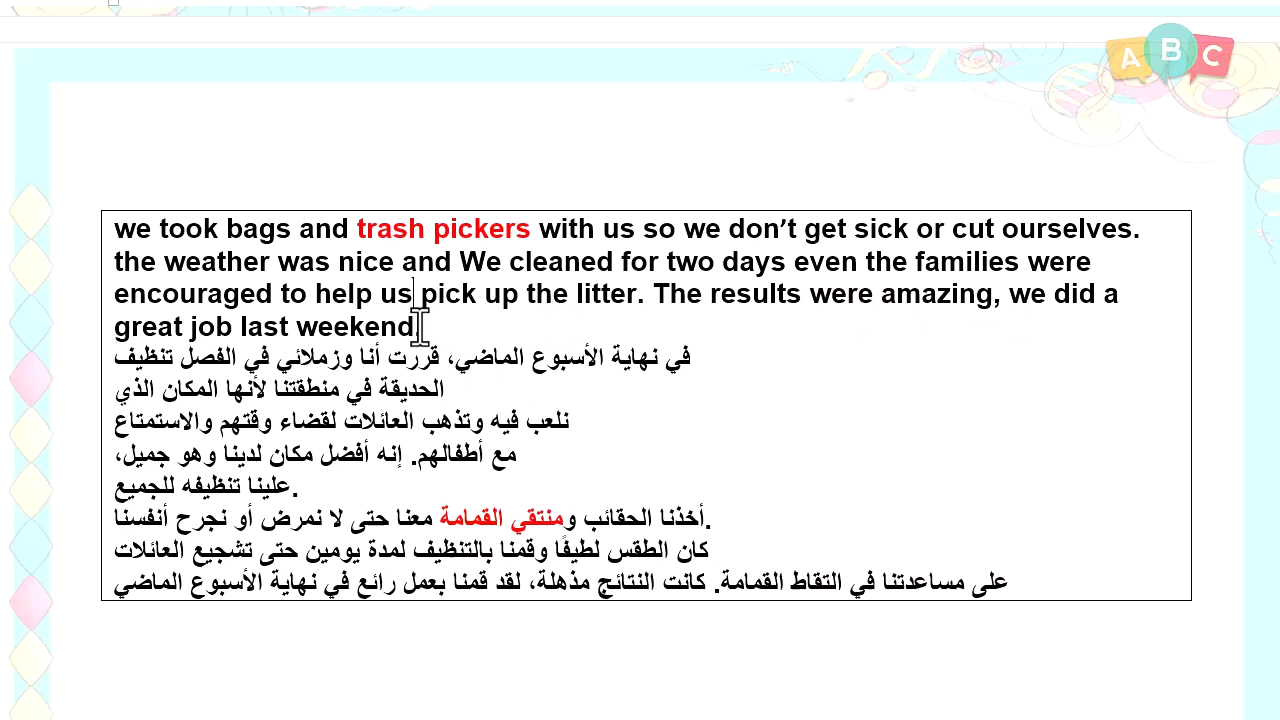 A B C
we took bags and trash pickers with us so we don't get sick or cut ourselves.
the weather was nice and We cleaned for two days even the families were
encouraged to help us pick up the litter. The results were amazing, we did a
great job last weekend.
في نهاية الأسبوع الماضي، قررت أنا وزملائي في الفصل تنظيف
الحديقة في منطقتنا لأنها المكان الذي
نلعب فيه وتذهب العائلات لقضاء وقتهم والاستمتاع
مع أطفالهم. إنه أفضل مكان لدينا وهو جميل،
علينا تنظيفه للجميع.
أخذنا الحقائب ومنتقي القمامة معنا حتى لا نمرض أو نجرح أنفسنا.
كان الطقس لطيفًا وقمنا بالتنظيف لمدة يومين حتى تشجيع العائلات
على مساعدتنا في التقاط القمامة. كانت النتائج مذهلة، لقد قمنا بعمل رائع في نهاية الأسبوع الماضي